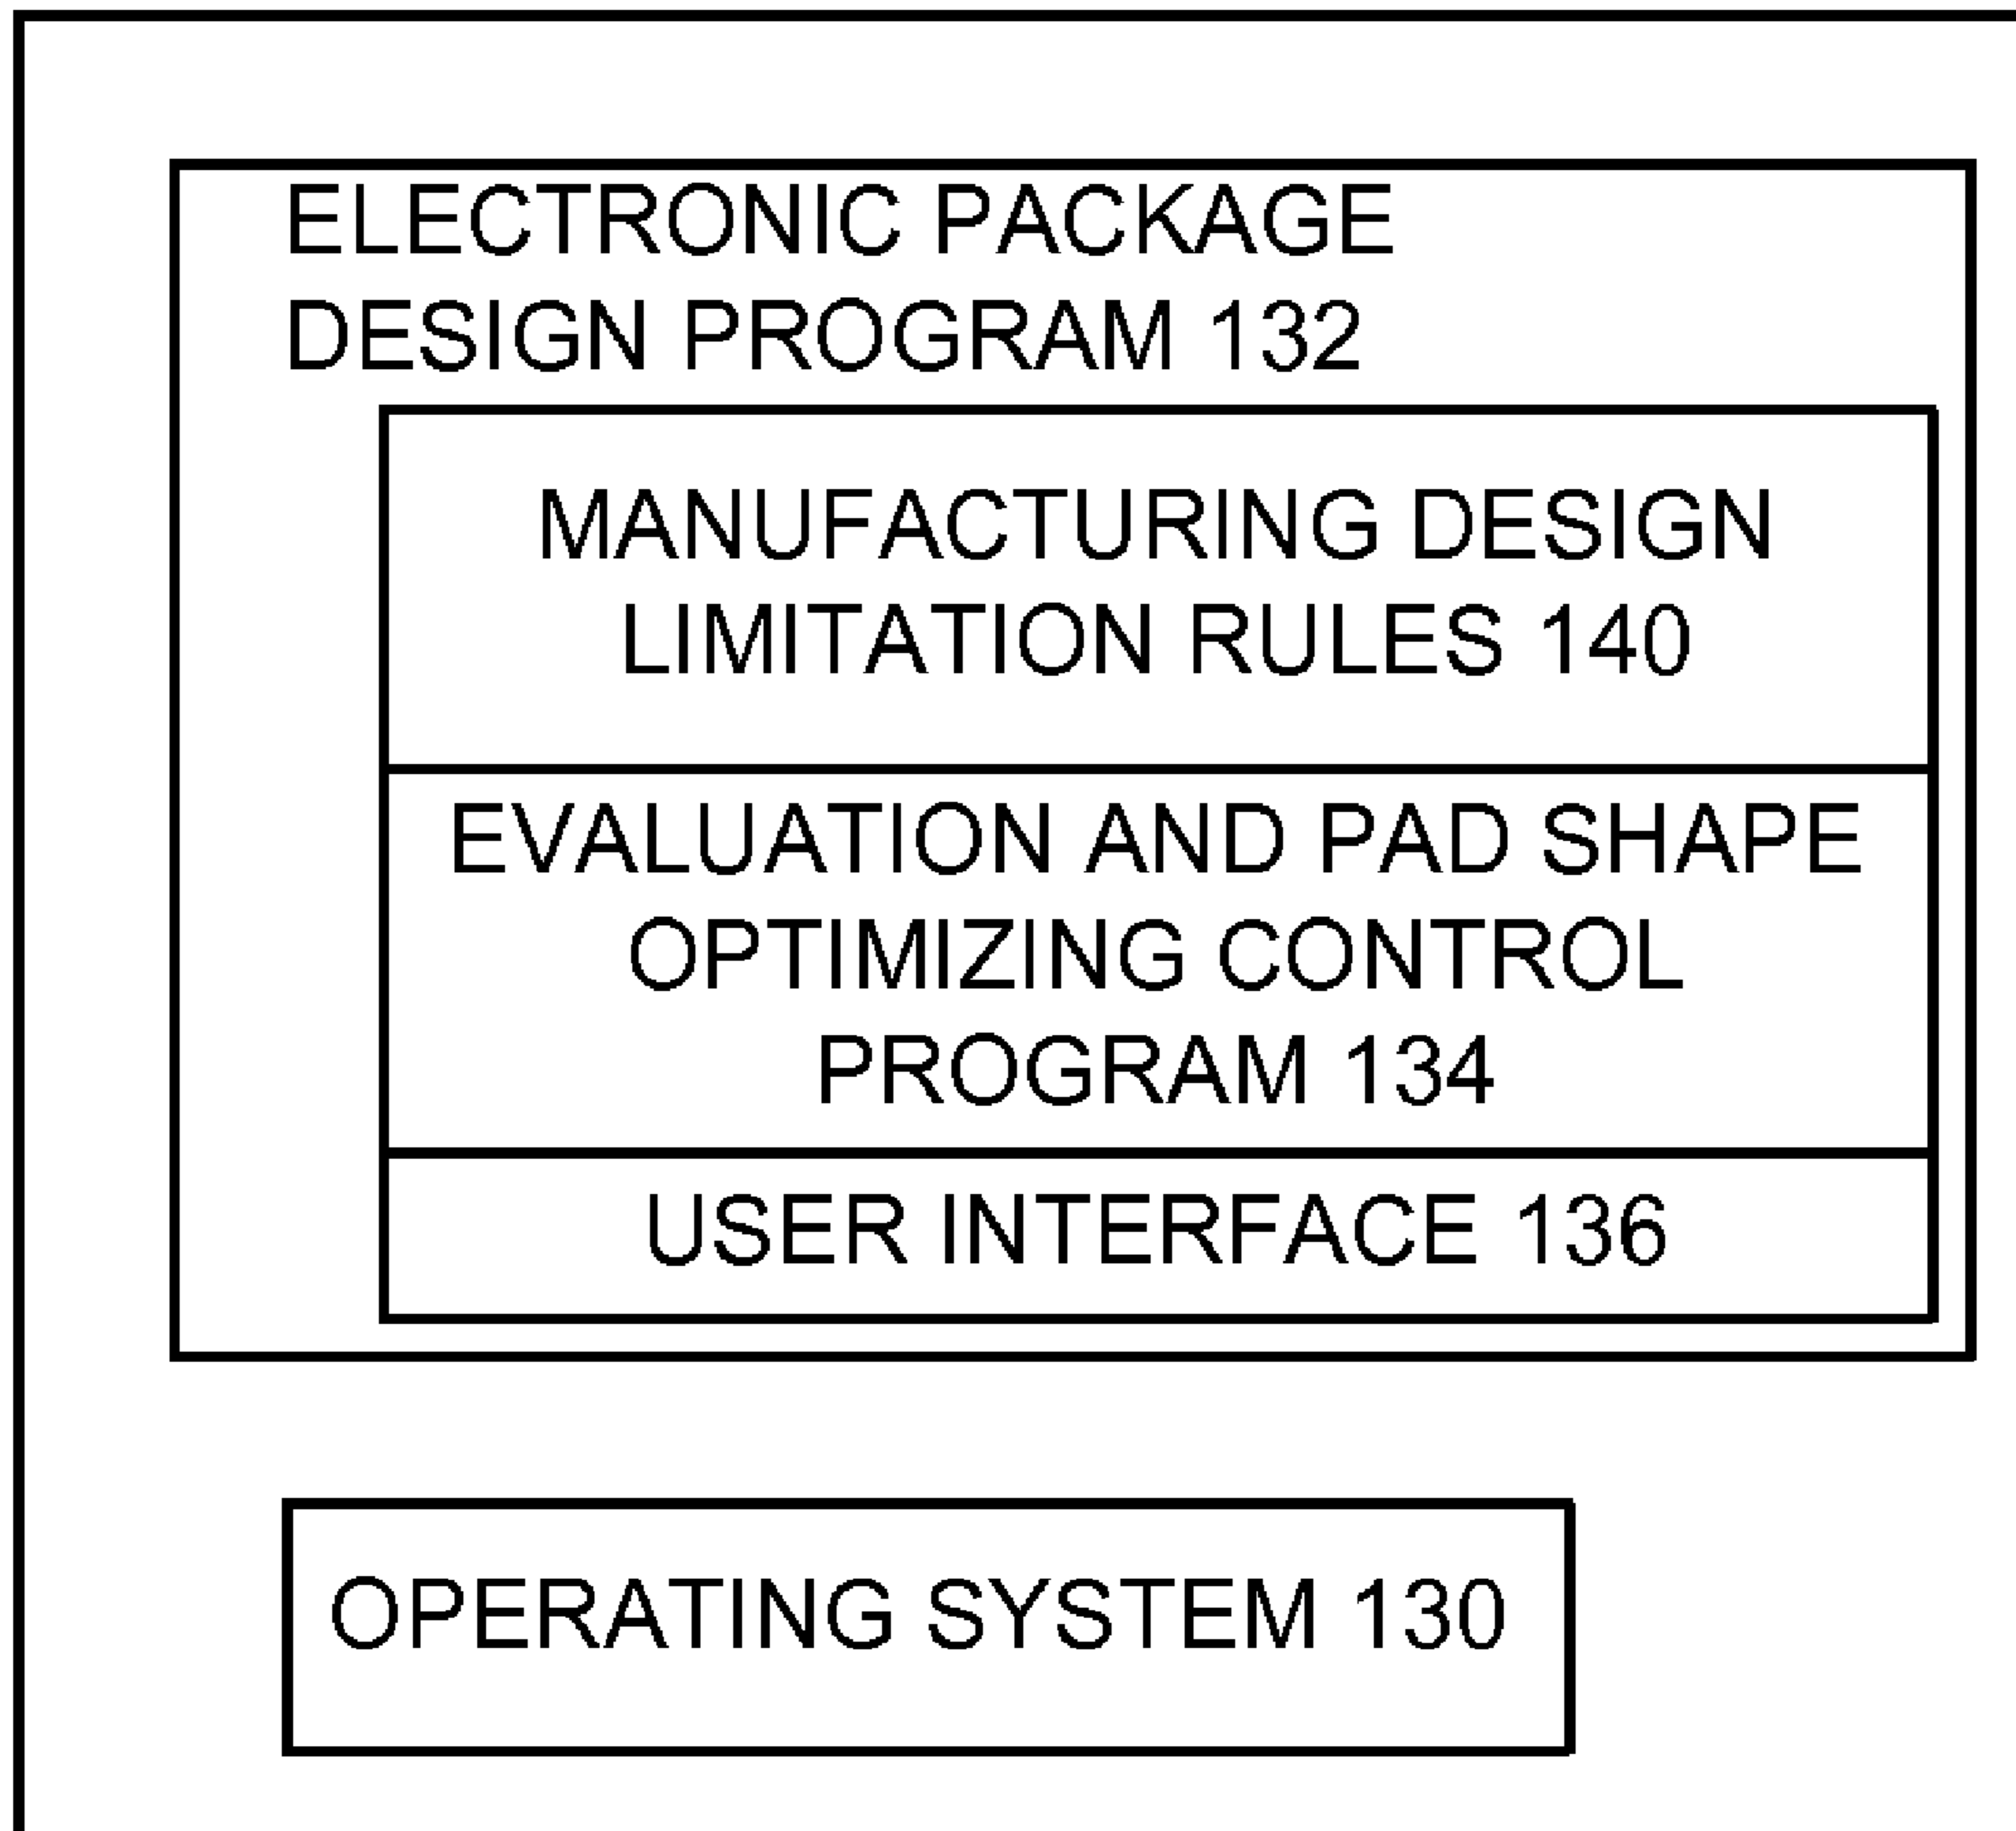 ELECTRONIC PACKAGE
DESIGN PROGRAM 132
MANUFACTURING DESIGN
LIMITATION RULES 140
EVALUATION AND PAD SHAPE
OPTIMIZING CONTROL
PROGRAM 134
USER INTERFACE 136
OPERATING SYSTEM 130